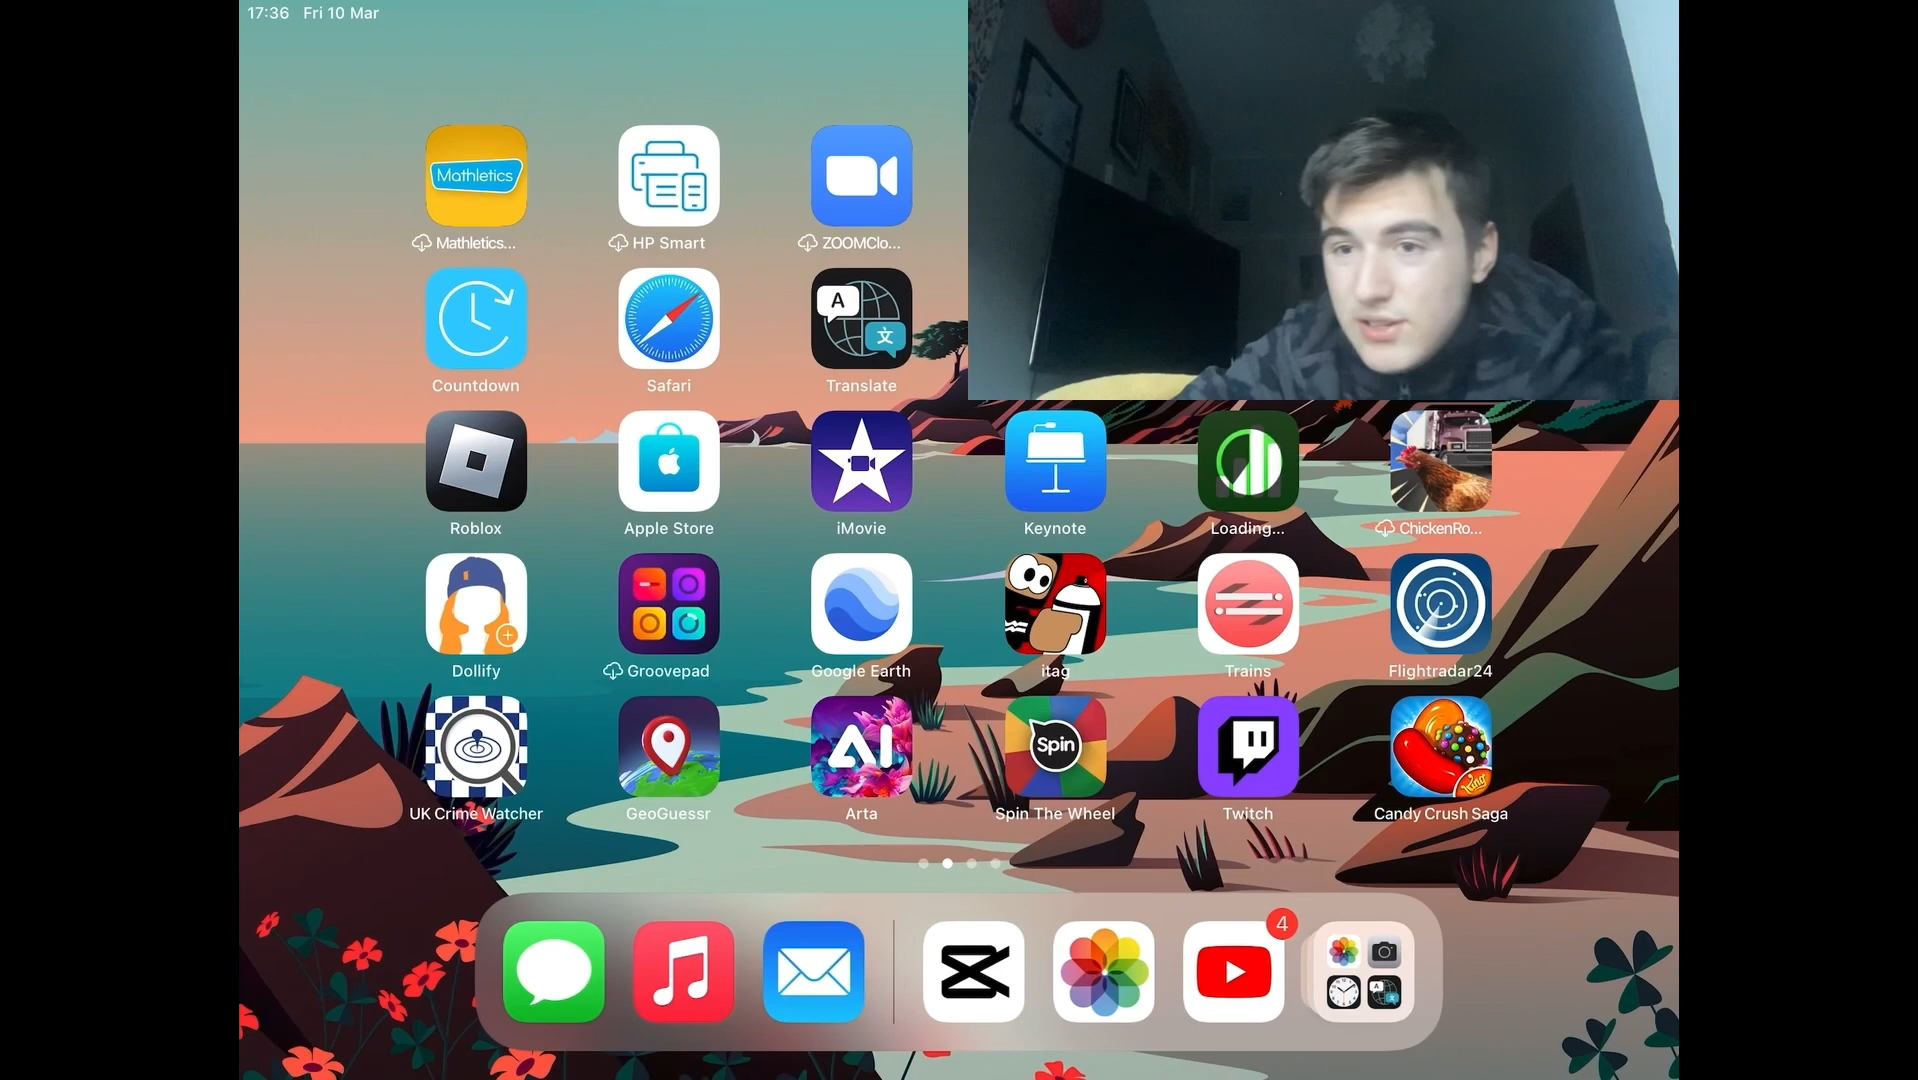 17:36 Fri 10 Mar
Mathletics
Mathletics... HP Smart ZOOMClo...
A
文
Countdown Safari Translate
Roblox Apple Store iMovie Keynote Loading... ChickenRo...
Dollify Groovepad Google Earth itag Trains Flightradar24
AI
Spin
King
UK Crime Watcher GeoGuessr Arta Spin The Wheel Twitch Candy Crush Saga
4
A